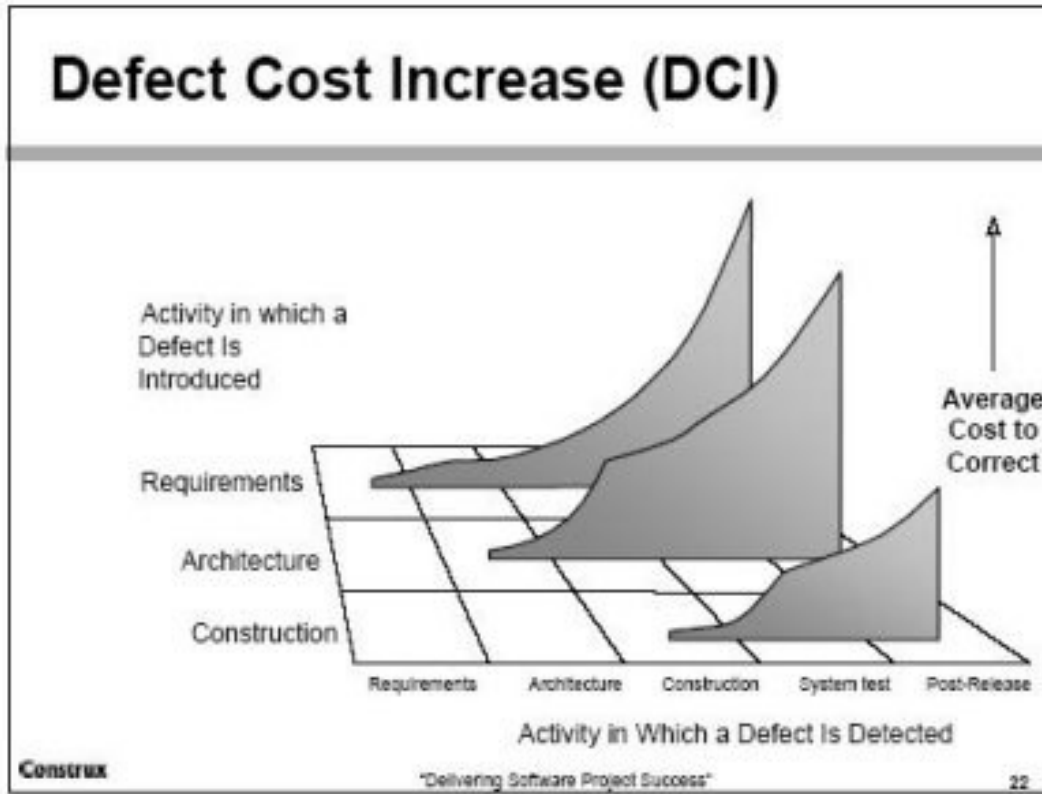 Defect Cost Increase (DCI)
Activity in which a
Defect Is
Introduced
Average
Cost to
Correct
Requirements
Architecture
Construction
Requirements
Architecture
Construction
System test
Post-Release
Activity in Which a Defect Is Detected
Construx
"Delivering Software Project Success"
22